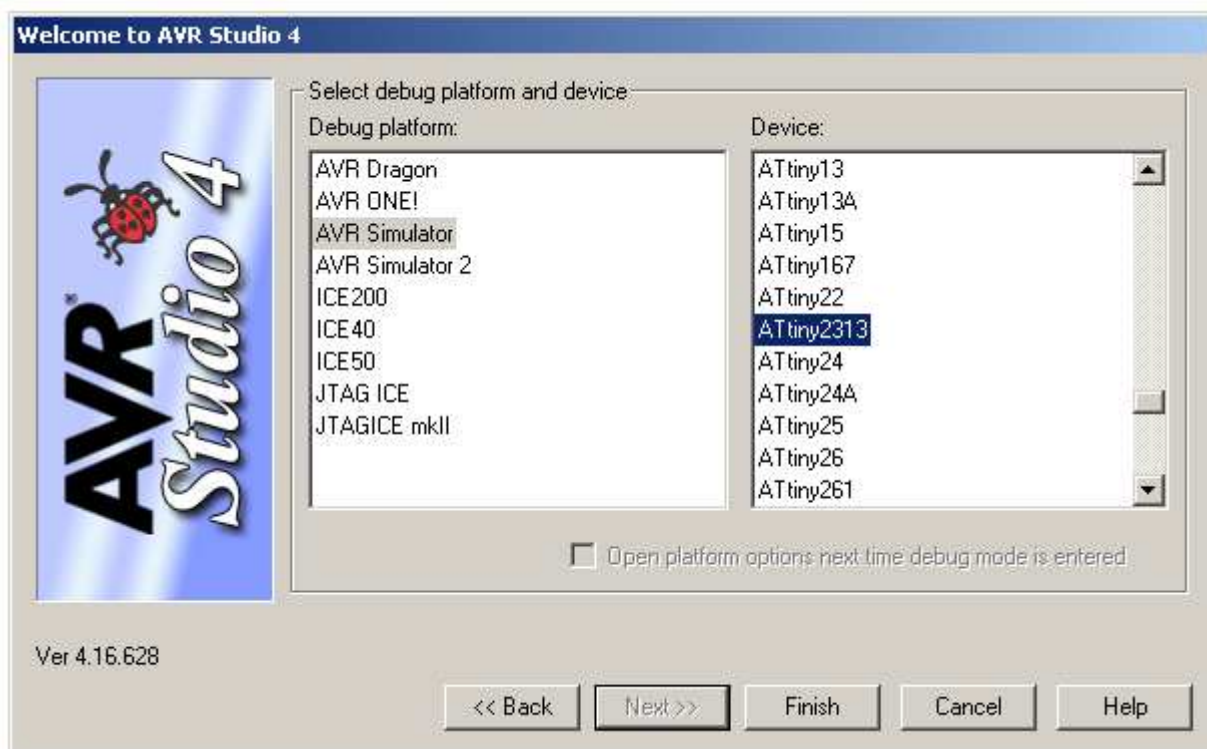 Welcome to AVR Studio 4
AVR Studio 4
®
Select debug platform and device
Debug platform:
AVR Dragon
AVR ONE!
AVR Simulator
AVR Simulator 2
ICE200
ICE40
ICE50
JTAG ICE
JTAGICE mkII
Device:
ATtiny13
ATtiny13A
ATtiny15
ATtiny167
ATtiny22
ATtiny2313
ATtiny24
ATtiny24A
ATtiny25
ATtiny26
ATtiny261
Open platform options next time debug mode is entered
Ver 4.16.628
<< Back
Next >>
Finish
Cancel
Help